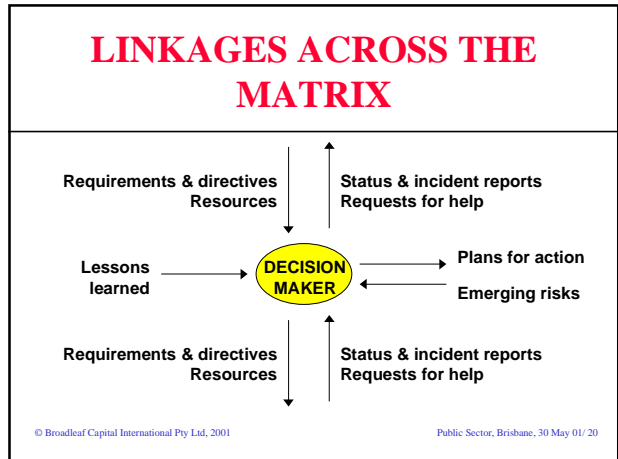 LINKAGES ACROSS THE
MATRIX
Requirements & directives
Resources
Status & incident reports
Requests for help
Lessons
learned
DECISION
MAKER
Plans for action
Emerging risks
Requirements & directives
Resources
Status & incident reports
Requests for help
© Broadleaf Capital International Pty Ltd, 2001
Public Sector, Brisbane, 30 May 01/ 20